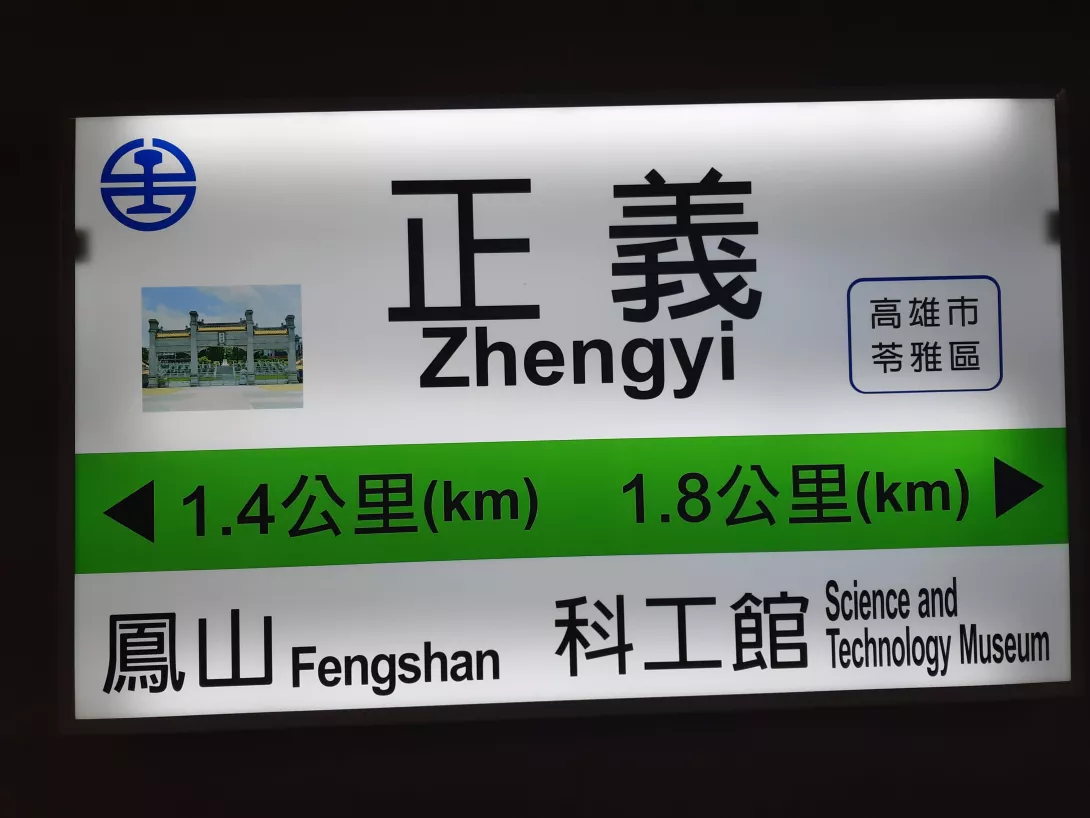 正義
Zhengyi
高雄市
苓雅區
◀ 1.4公里(km) 1.8公里(km) ▶
鳳山 Fengshan
科工館 Science and
Technology Museum